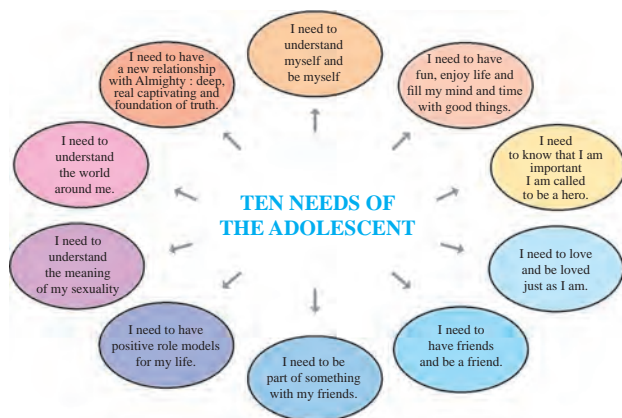 TEN NEEDS OF
THE ADOLESCENT
I need to
understand
myself and
be myself
I need to have
fun, enjoy life and
fill my mind and time
with good things.
I need
to know that I am
important
I am called
to be a hero.
I need to love
and be loved
just as I am.
I need to
have friends
and be a friend.
I need to be
part of something
with my friends.
I need to have
positive role models
for my life.
I need to
understand
the meaning
of my sexuality
I need to
understand
the world
around me.
I need to have
a new relationship
with Almighty : deep,
real captivating and
foundation of truth.